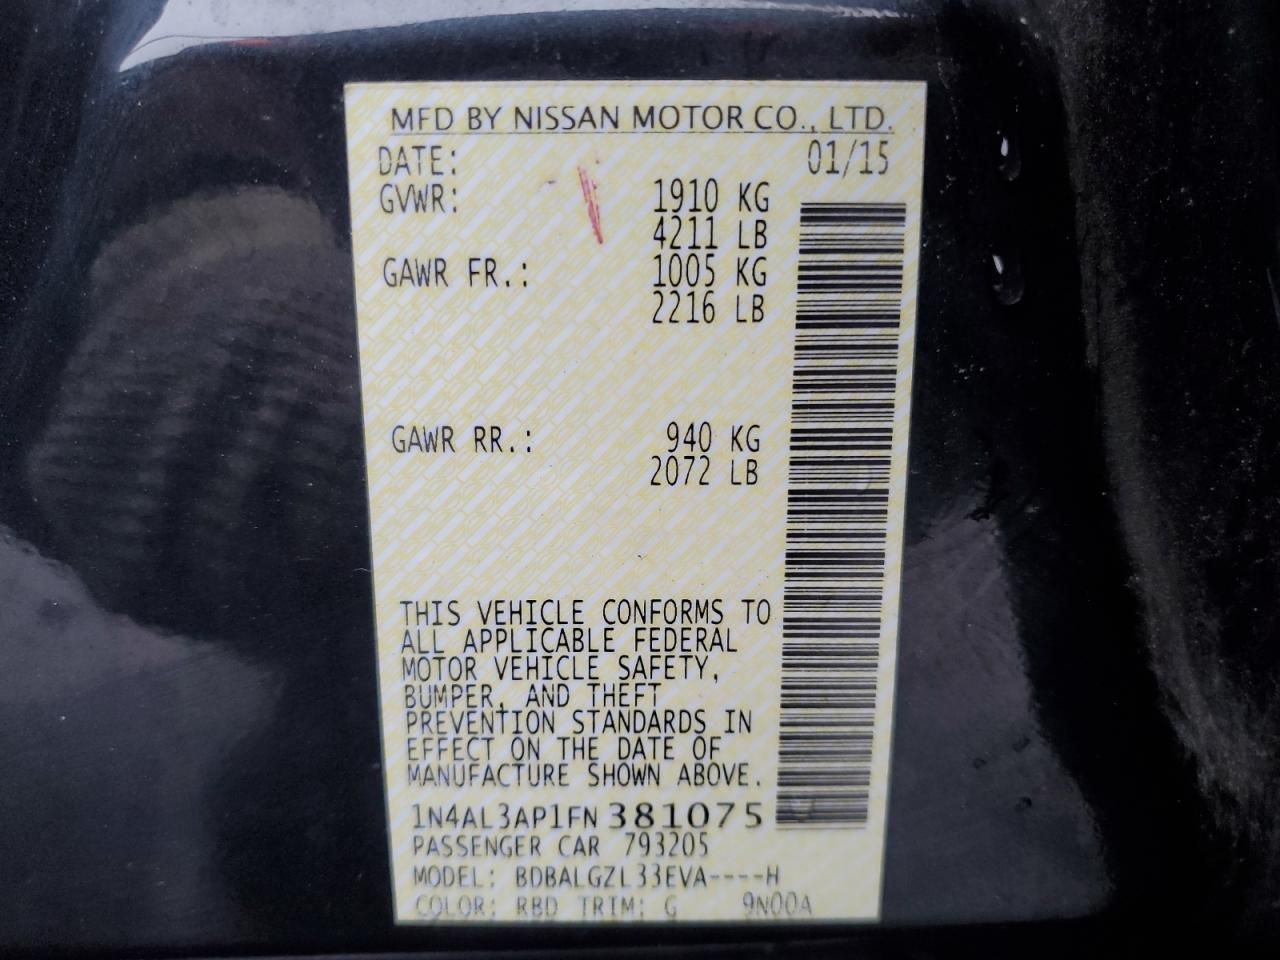 MFD BY NISSAN MOTOR CO., LTD.
DATE: 01/15
GVWR: 1910 KG
4211 LB
GAWR FR.: 1005 KG
2216 LB
GAWR RR.: 940 KG
2072 LB
THIS VEHICLE CONFORMS TO
ALL APPLICABLE FEDERAL
MOTOR VEHICLE SAFETY,
BUMPER, AND THEFT
PREVENTION STANDARDS IN
EFFECT ON THE DATE OF
MANUFACTURE SHOWN ABOVE.
1N4AL3AP1FN381075
PASSENGER CAR 793205
MODEL: BDBALGZL33EVA----H
COLOR: RBD TRIM: G 9N00A